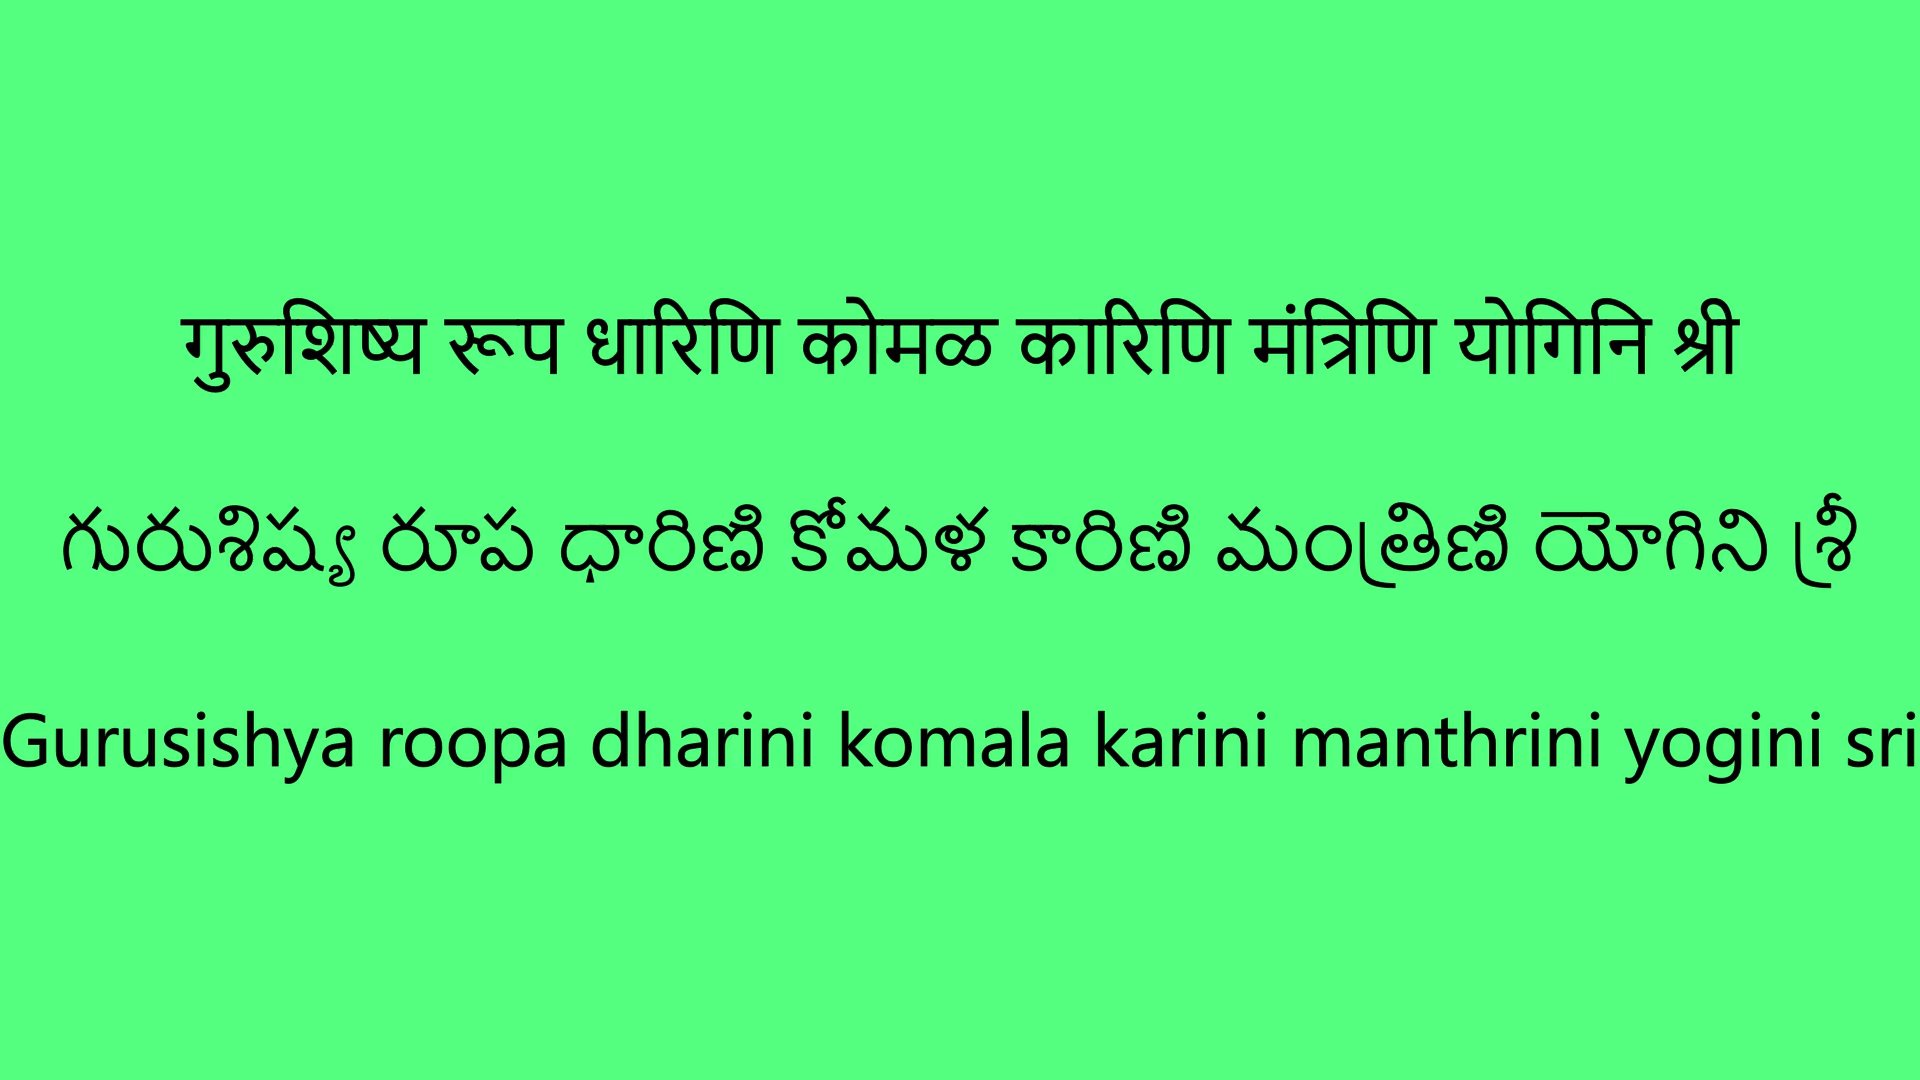 गुरुशिष्य रूप धारिणि कोमळ कारिणि मंत्रिणि योगिनि श्री
గురుశిష్య రూప ధారిణి కోమళ కారిణి మంత్రిణి యోగిని శ్రీ
Gurusishya roopa dharini komala karini manthrini yogini sri